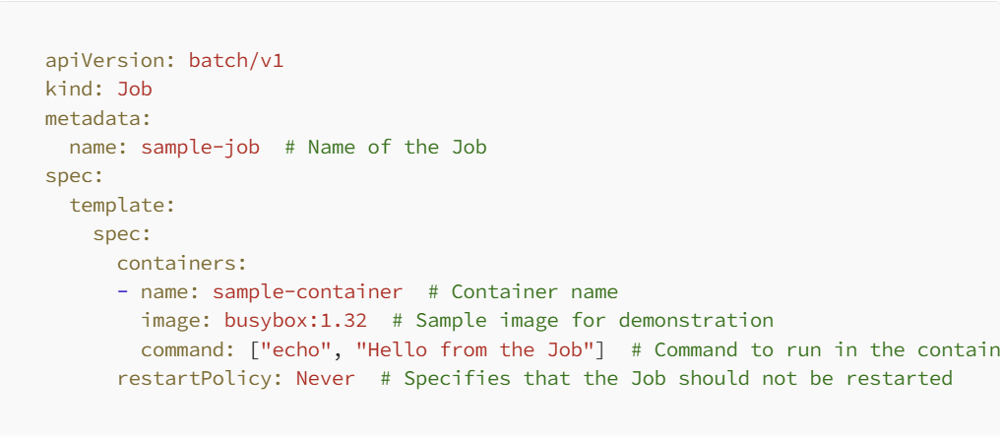 apiVersion: batch/v1
kind: Job
metadata:
  name: sample-job  # Name of the Job
spec:
  template:
    spec:
      containers:
      - name: sample-container  # Container name
        image: busybox:1.32  # Sample image for demonstration
        command: ["echo", "Hello from the Job"]  # Command to run in the contain
      restartPolicy: Never  # Specifies that the Job should not be restarted